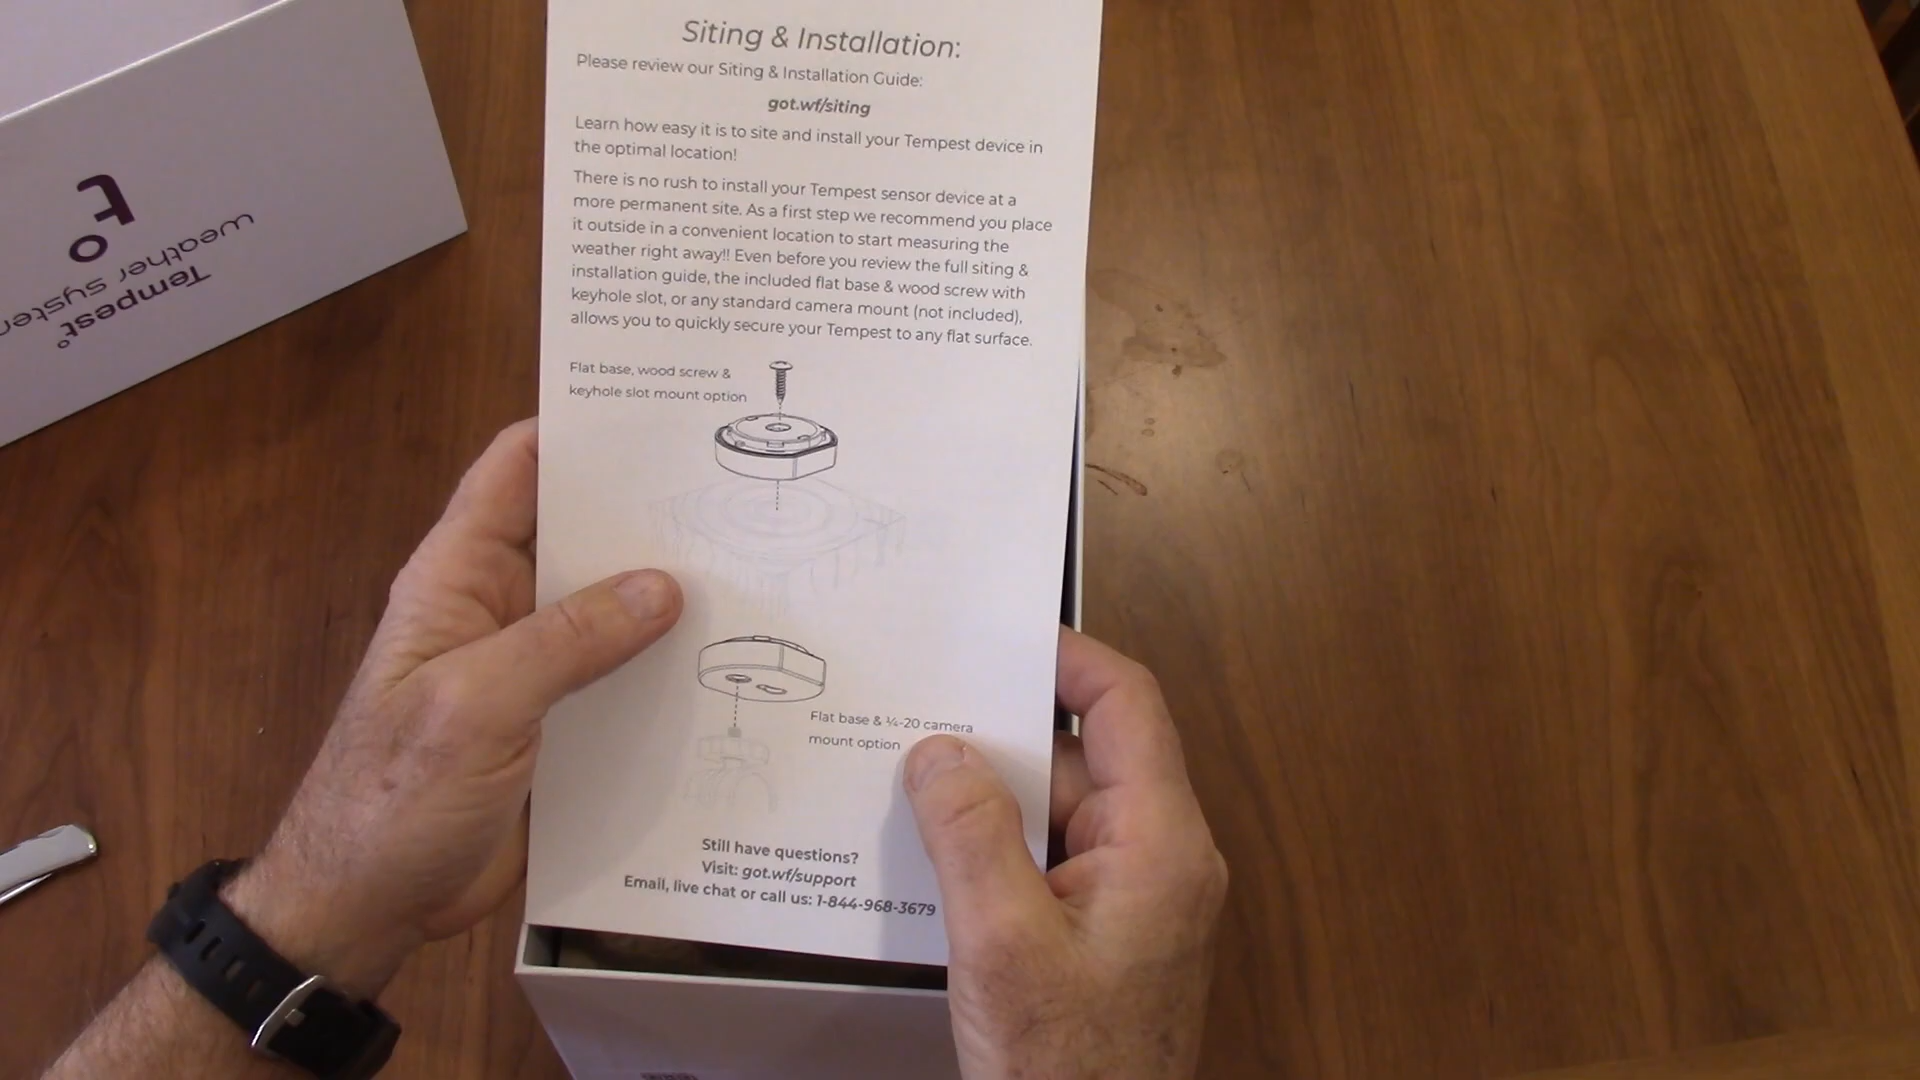 Siting & Installation:
Please review our Siting & Installation Guide:
got.wf/siting
Learn how easy it is to site and install your Tempest device in
the optimal location!
There is no rush to install your Tempest sensor device at a
more permanent site. As a first step we recommend you place
it outside in a convenient location to start measuring the
weather right away!! Even before you review the full siting &
installation guide, the included flat base & wood screw with
keyhole slot, or any standard camera mount (not included),
allows you to quickly secure your Tempest to any flat surface.
Flat base, wood screw &
keyhole slot mount option
Flat base & ¼-20 camera
mount option
Still have questions?
Visit: got.wf/support
Email, live chat or call us: 1-844-968-3679
Tempest°
weather